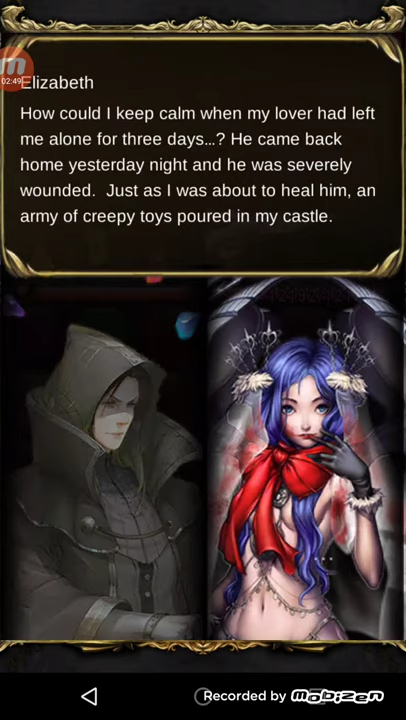 02:49
Elizabeth
How could I keep calm when my lover had left
me alone for three days...? He came back
home yesterday night and he was severely
wounded.  Just as I was about to heal him, an
army of creepy toys poured in my castle.
Recorded by mobizen